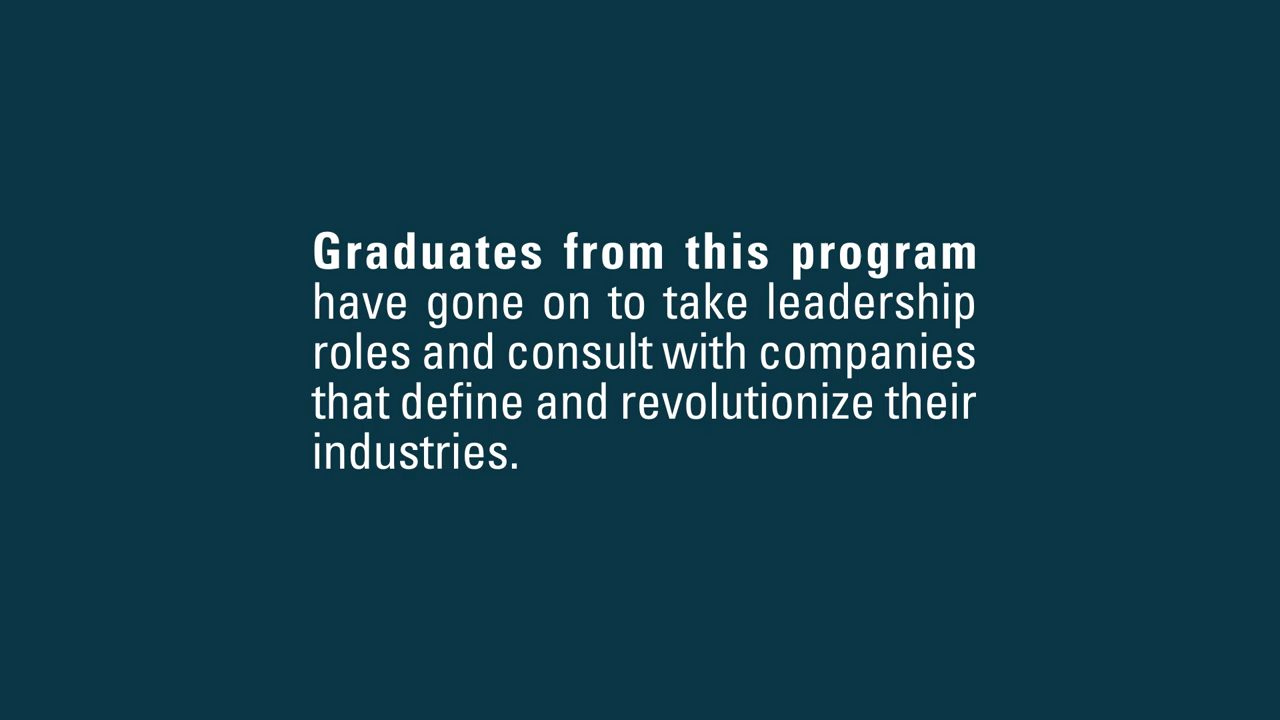 Graduates from this program
have gone on to take leadership
roles and consult with companies
that define and revolutionize their
industries.